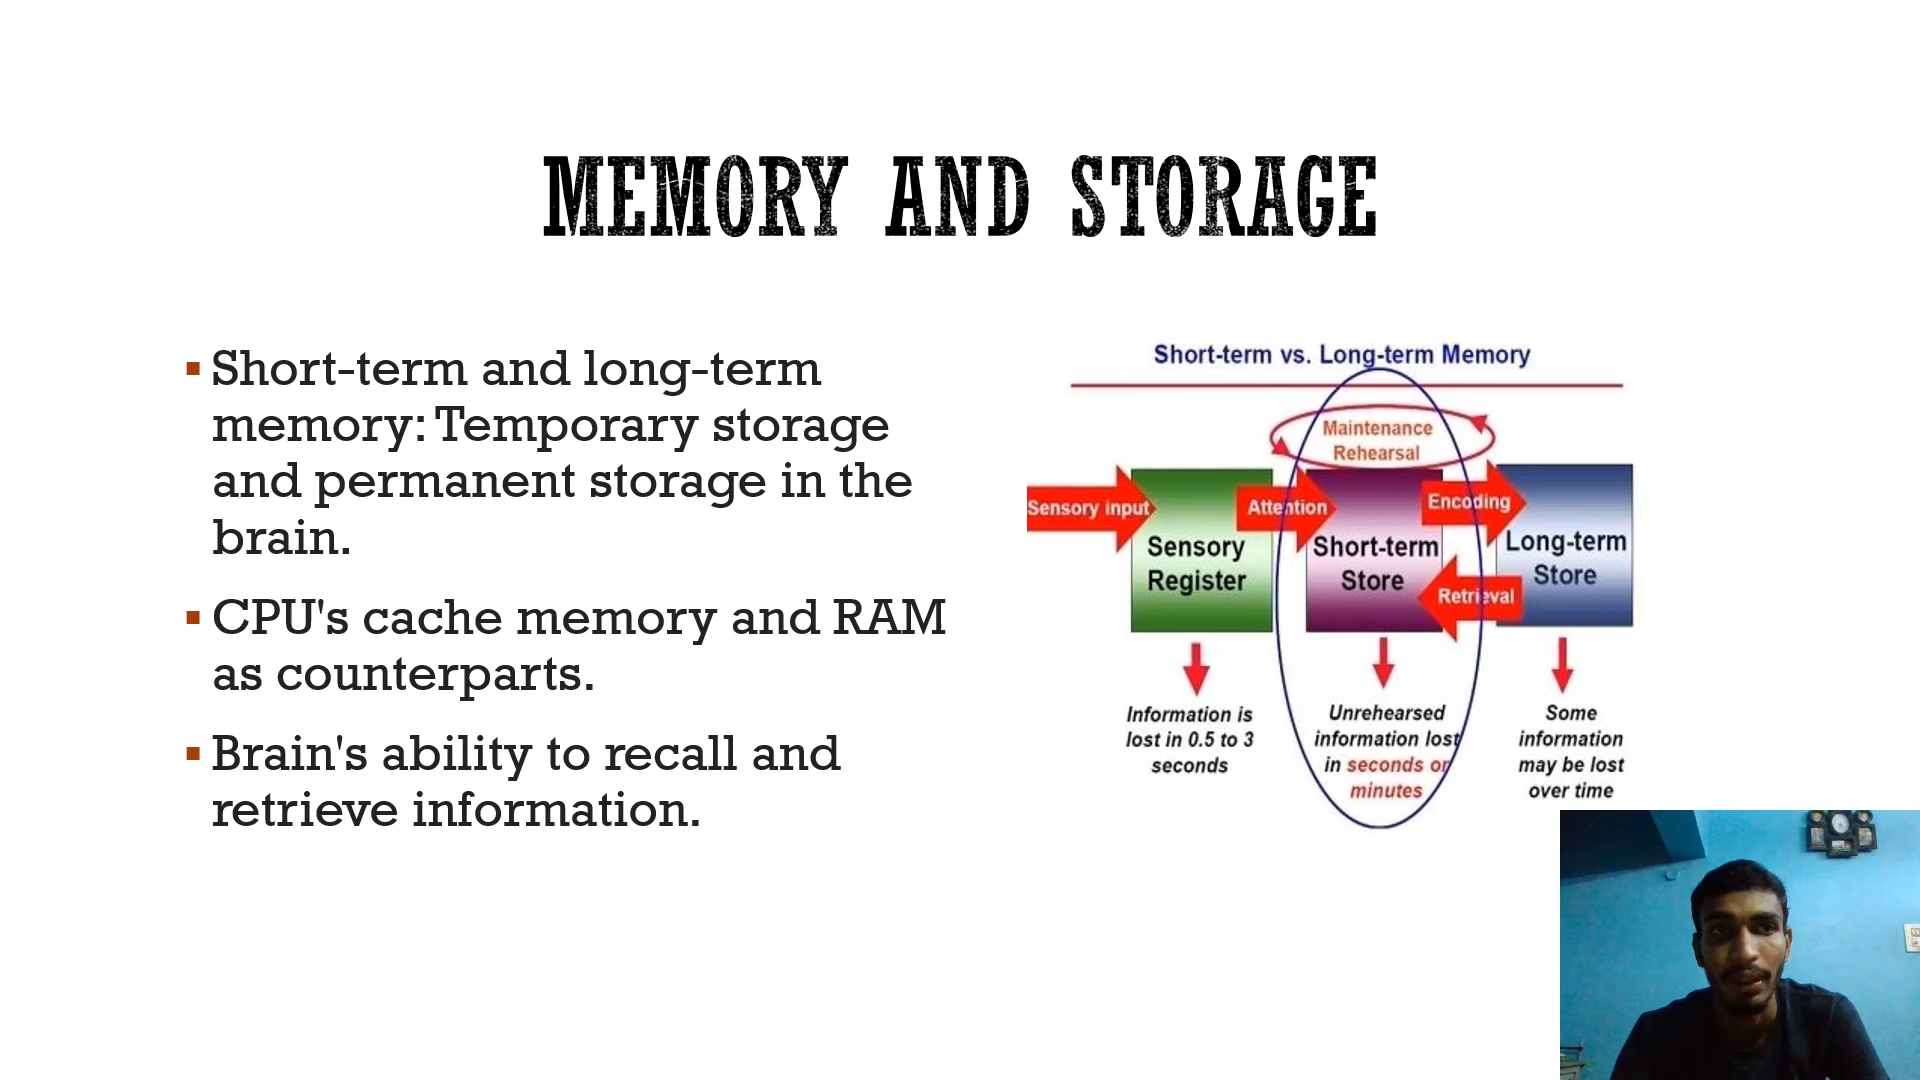 MEMORY AND STORAGE
▪ Short-term and long-term
memory: Temporary storage
and permanent storage in the
brain.
▪ CPU's cache memory and RAM
as counterparts.
▪ Brain's ability to recall and
retrieve information.
Short-term vs. Long-term Memory
Maintenance
Rehearsal
Sensory input
Attention
Encoding
Retrieval
Sensory
Register
Short-term
Store
Long-term
Store
Information is
lost in 0.5 to 3
seconds
Unrehearsed
information lost
in seconds or
minutes
Some
information
may be lost
over time